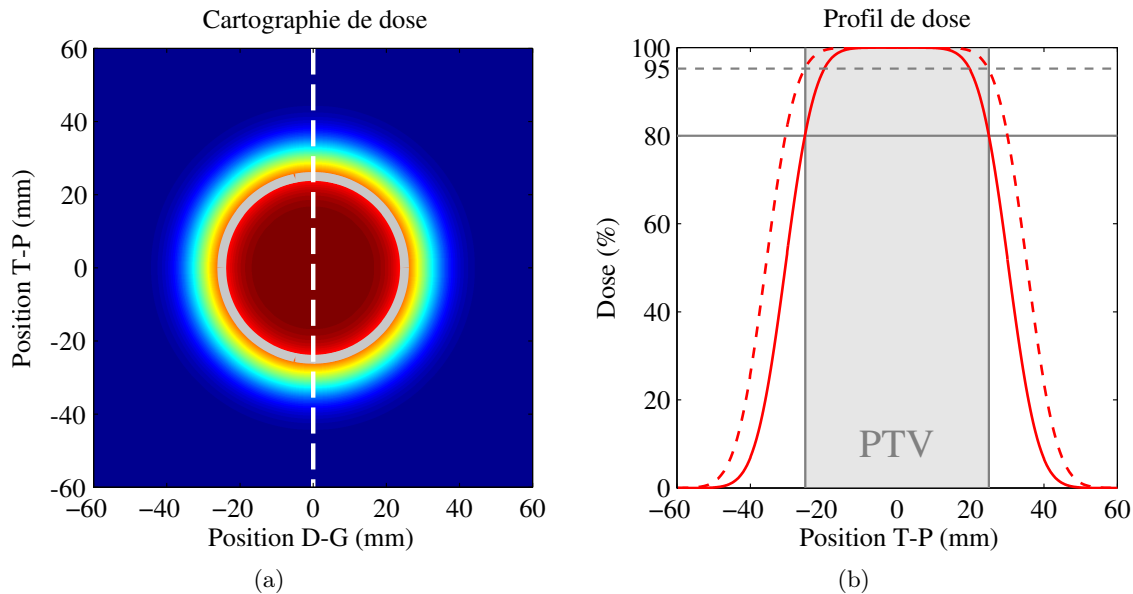 Cartographie de dose
60
40
20
0
-20
-40
-60
−60 −40 −20 0 20 40 60
Position T-P (mm)
Position D-G (mm)
(a)
Profil de dose
100
95
80
60
40
20
0
−60 −40 −20 0 20 40 60
Dose (%)
PTV
Position T-P (mm)
(b)